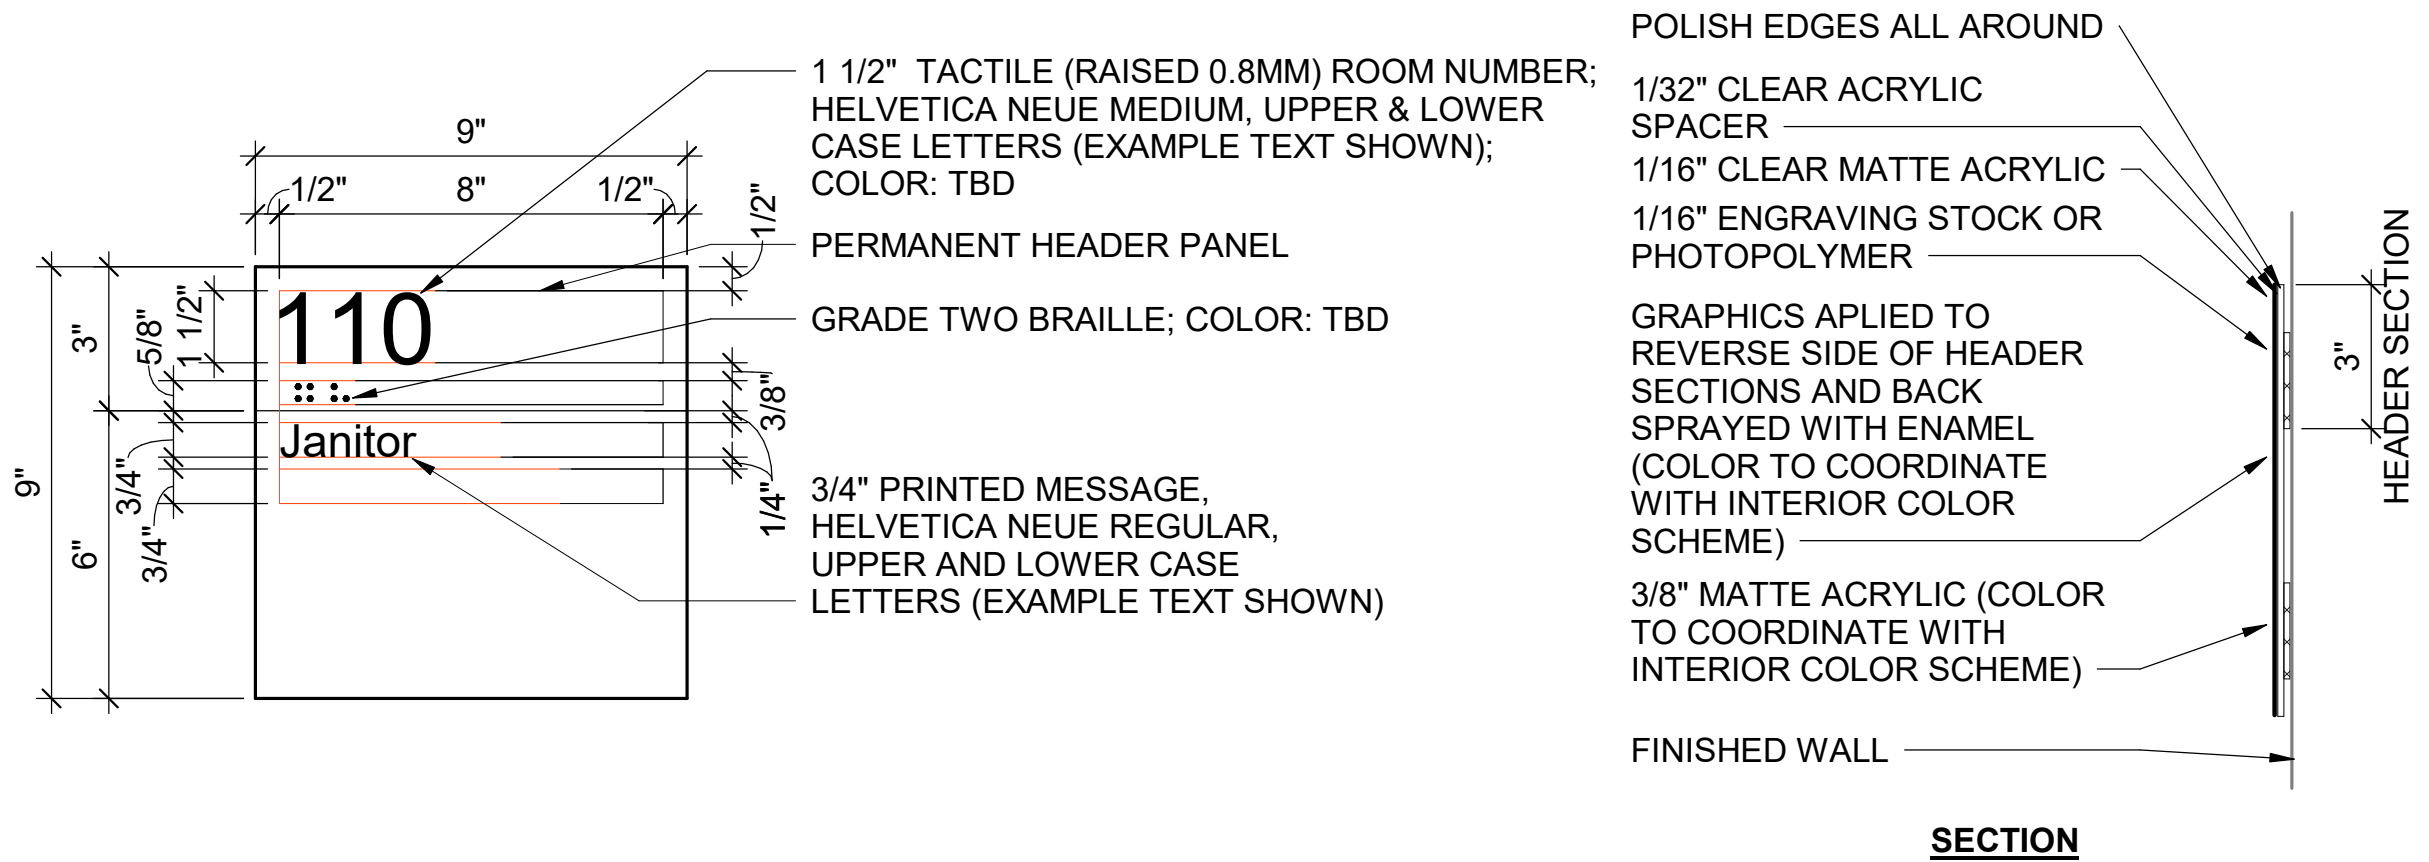 9"
1/2"
8"
1/2"
1/2"
9"
3"
6"
5/8"
1 1/2"
3/4"
3/4"
3/8"
1/4"
110
Janitor
1 1/2" TACTILE (RAISED 0.8MM) ROOM NUMBER;
HELVETICA NEUE MEDIUM, UPPER & LOWER
CASE LETTERS (EXAMPLE TEXT SHOWN);
COLOR: TBD
PERMANENT HEADER PANEL
GRADE TWO BRAILLE; COLOR: TBD
3/4" PRINTED MESSAGE,
HELVETICA NEUE REGULAR,
UPPER AND LOWER CASE
LETTERS (EXAMPLE TEXT SHOWN)
POLISH EDGES ALL AROUND
1/32" CLEAR ACRYLIC
SPACER
1/16" CLEAR MATTE ACRYLIC
1/16" ENGRAVING STOCK OR
PHOTOPOLYMER
GRAPHICS APLIED TO
REVERSE SIDE OF HEADER
SECTIONS AND BACK
SPRAYED WITH ENAMEL
(COLOR TO COORDINATE
WITH INTERIOR COLOR
SCHEME)
3/8" MATTE ACRYLIC (COLOR
TO COORDINATE WITH
INTERIOR COLOR SCHEME)
FINISHED WALL
3"
HEADER SECTION
SECTION